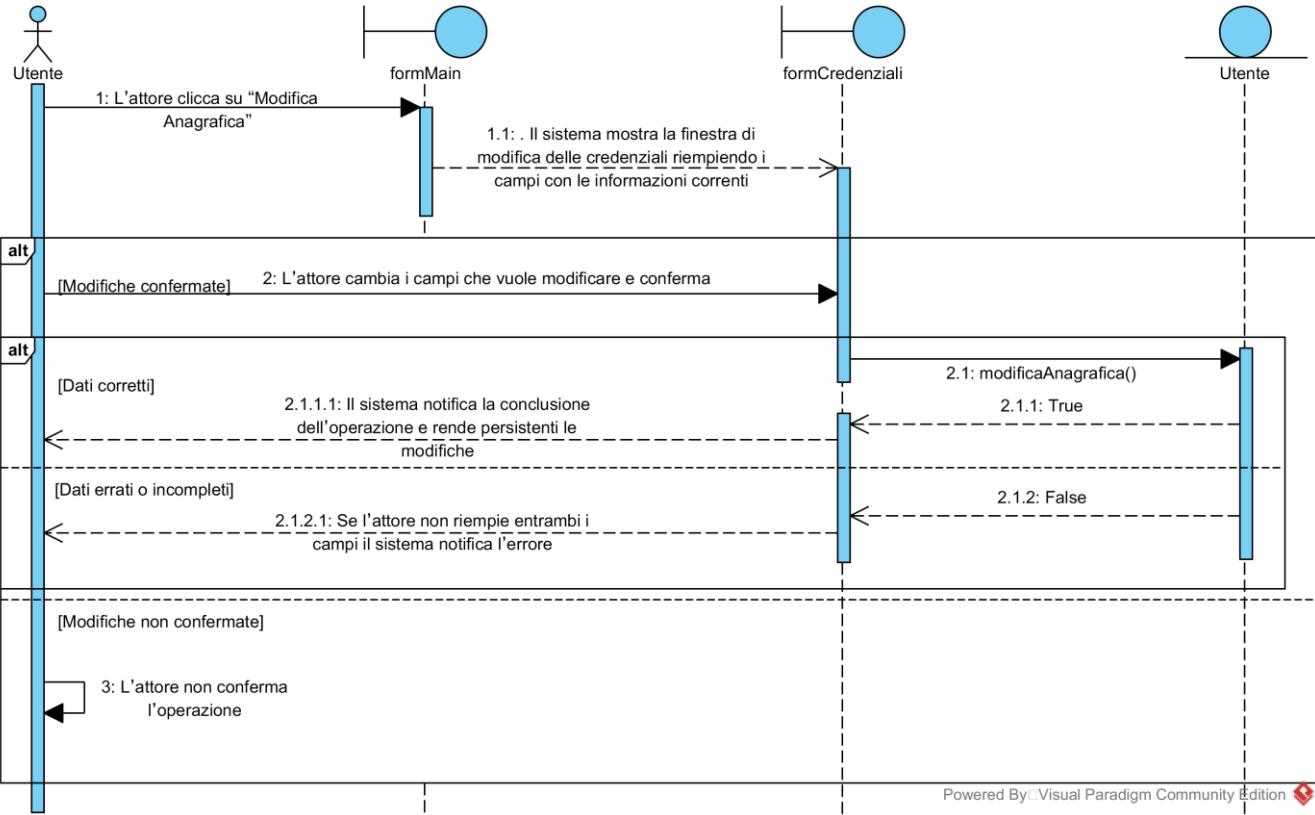 Utente
formMain
formCredenziali
Utente
1: L'attore clicca su “Modifica
Anagrafica”
1.1: . Il sistema mostra la finestra di
modifica delle credenziali riempiendo i
campi con le informazioni correnti
alt
[Modifiche confermate]
2: L'attore cambia i campi che vuole modificare e conferma
alt
[Dati corretti]
2.1: modificaAnagrafica()
2.1.1: True
2.1.1.1: Il sistema notifica la conclusione
dell'operazione e rende persistenti le
modifiche
[Dati errati o incompleti]
2.1.2: False
2.1.2.1: Se l'attore non riempie entrambi i
campi il sistema notifica l'errore
[Modifiche non confermate]
3: L'attore non conferma
l'operazione
Powered By□Visual Paradigm Community Edition